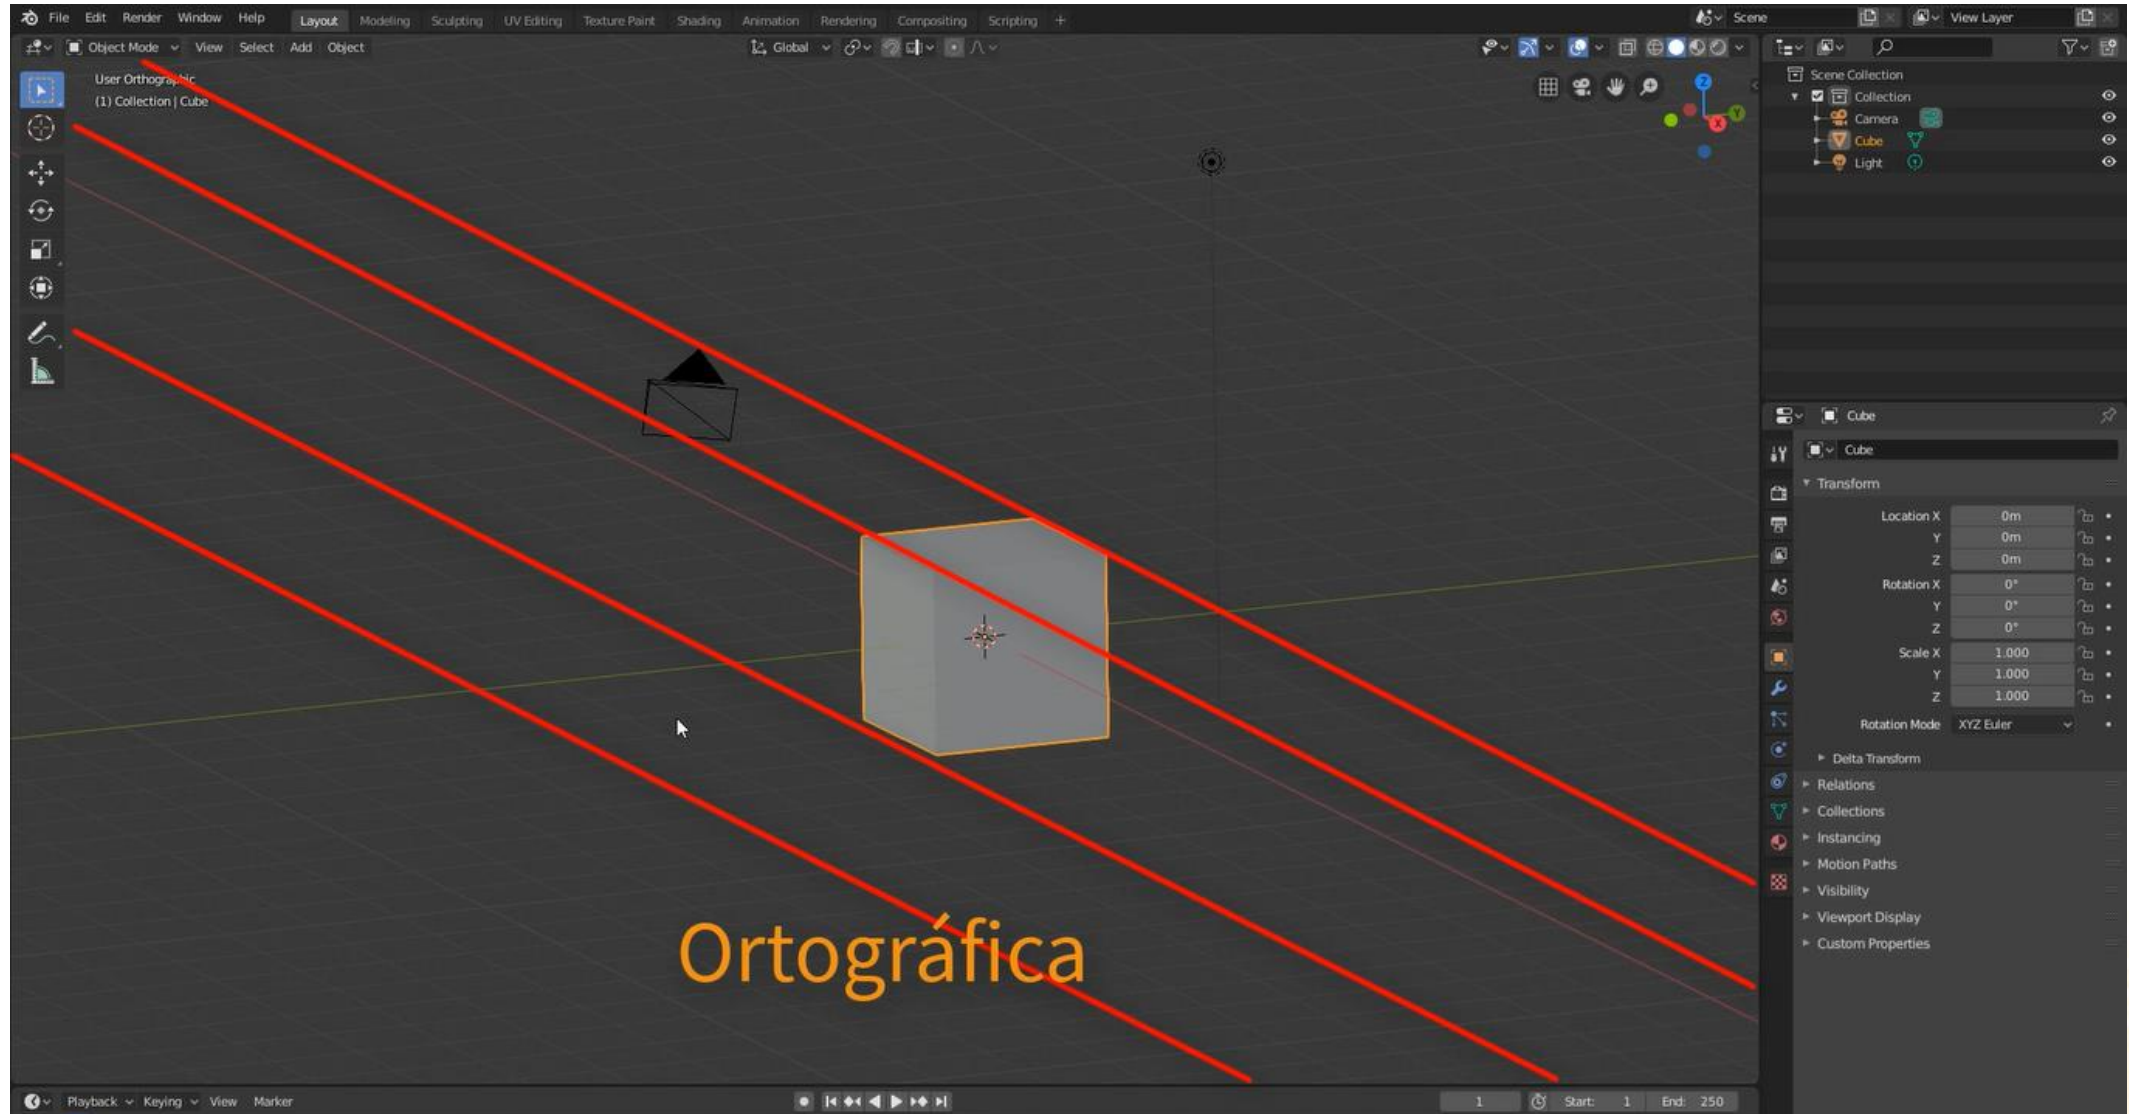 File Edit Render Window Help Layout Modeling Sculpting UV Editing Texture Paint Shading Animation Rendering Compositing Scripting + Scene View Layer
Object Mode View Select Add Object Global
User Orthographic
(1) Collection | Cube
Z
Y
X
Scene Collection
Collection
Camera
Cube
Light
Cube
Cube
Transform
Location X 0m
Y 0m
Z 0m
Rotation X 0°
Y 0°
Z 0°
Scale X 1.000
Y 1.000
Z 1.000
Rotation Mode XYZ Euler
Delta Transform
Relations
Collections
Instancing
Motion Paths
Visibility
Viewport Display
Custom Properties
Ortográfica
Playback Keying View Marker 1 Start: 1 End: 250